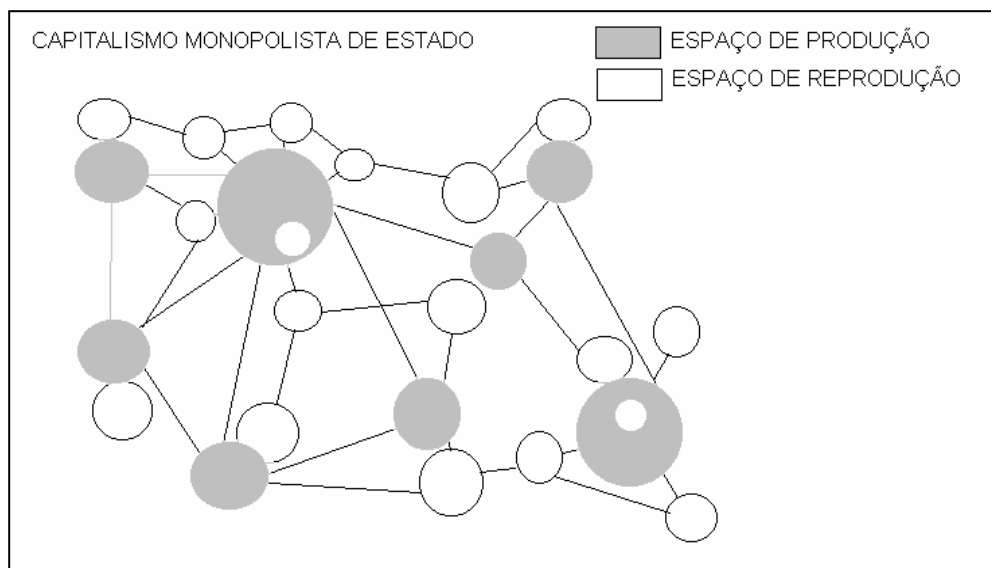 CAPITALISMO MONOPOLISTA DE ESTADO
ESPAÇO DE PRODUÇÃO
ESPAÇO DE REPRODUÇÃO